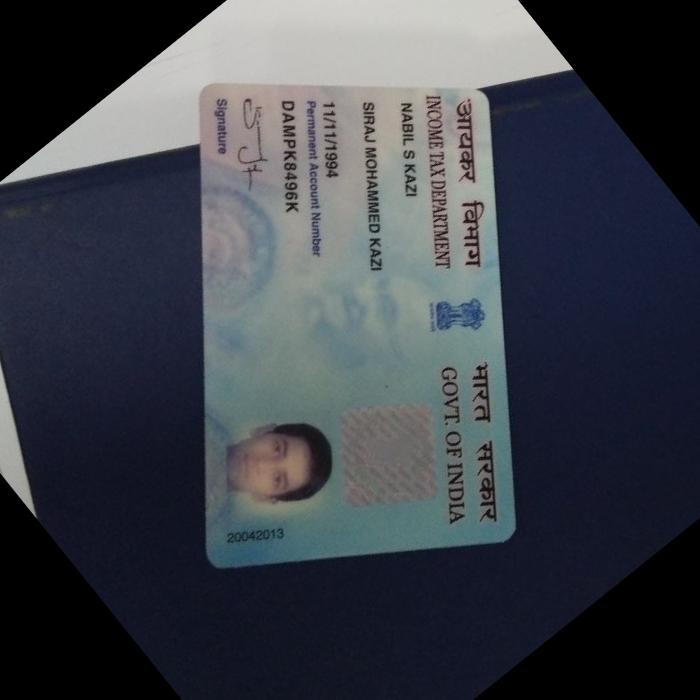 आयकर विभाग
INCOME TAX DEPARTMENT
भारत सरकार
GOVT. OF INDIA
NABIL S KAZI
SIRAJ MOHAMMED KAZI
11/11/1994
Permanent Account Number
DAMPK8496K
Signature
20042013